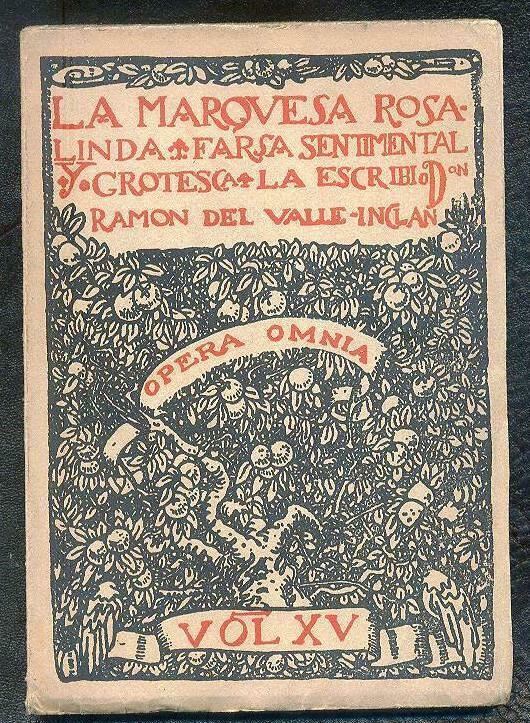 LA MARQVESA ROSA-
LINDA FARSA SENTIMENTAL
Y GROTESCA LA ESCRIBIO DON
RAMON DEL VALLE-INCLAN
OPERA OMNIA
VOL XV